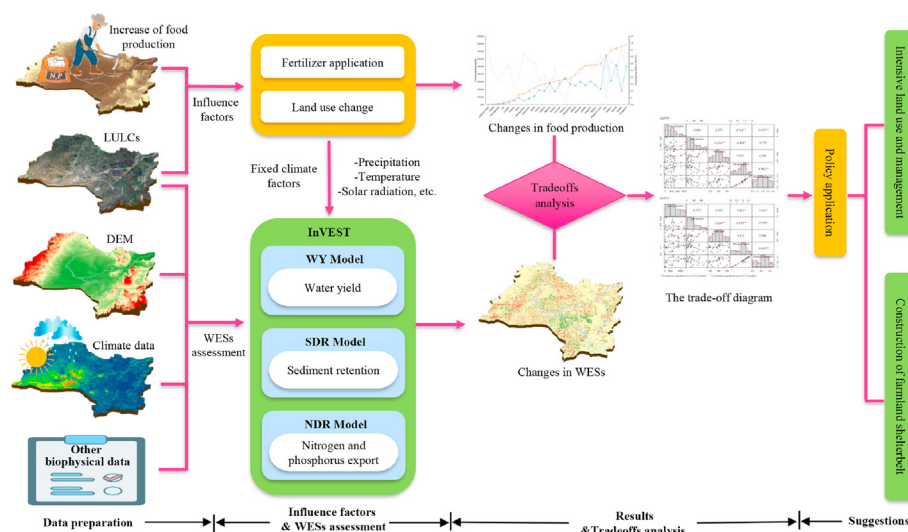 Increase of food
production
N.P
LULCs
DEM
Climate data
Other
biophysical data
Influence
factors
WESs
assessment
Fertilizer application
Land use change
Fixed climate
factors
-Precipitation
-Temperature
-Solar radiation, etc.
InVEST
WY Model
Water yield
SDR Model
Sediment retention
NDR Model
Nitrogen and
phosphorus export
Changes in food production
Tradeoffs
analysis
Changes in WESs
The trade-off diagram
Policy application
Intensive land use and
management
Construction of
farmland shelterbelt
Data preparation
Influence factors
& WESs assessment
Results
&Tradeoffs analysis
Suggestions